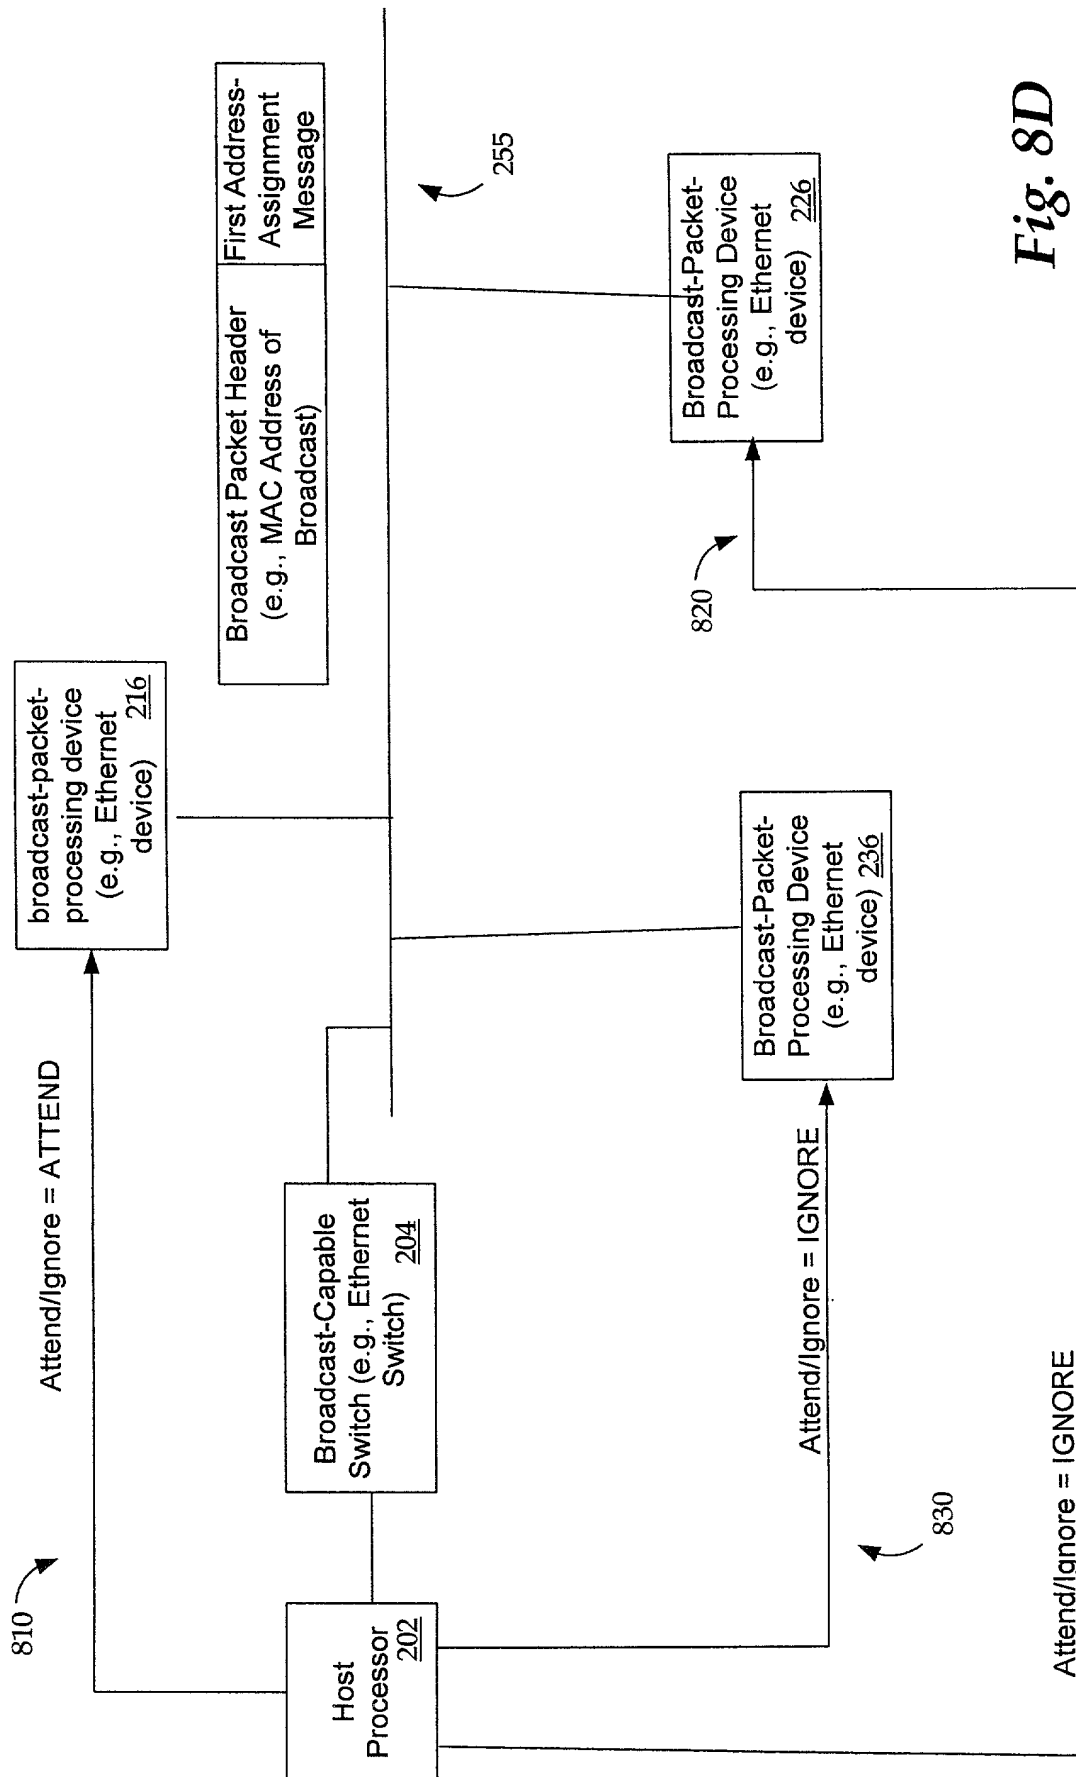 810
Attend/Ignore = ATTEND
broadcast-packet-
processing device
(e.g., Ethernet
device) 216
Host
Processor
202
Broadcast-Capable
Switch (e.g., Ethernet
Switch) 204
Broadcast Packet Header
(e.g., MAC Address of
Broadcast)
First Address-
Assignment
Message
255
Broadcast-Packet-
Processing Device
(e.g., Ethernet
device) 226
820
Broadcast-Packet-
Processing Device
(e.g., Ethernet
device) 236
Attend/Ignore = IGNORE
830
Attend/Ignore = IGNORE
Fig. 8D